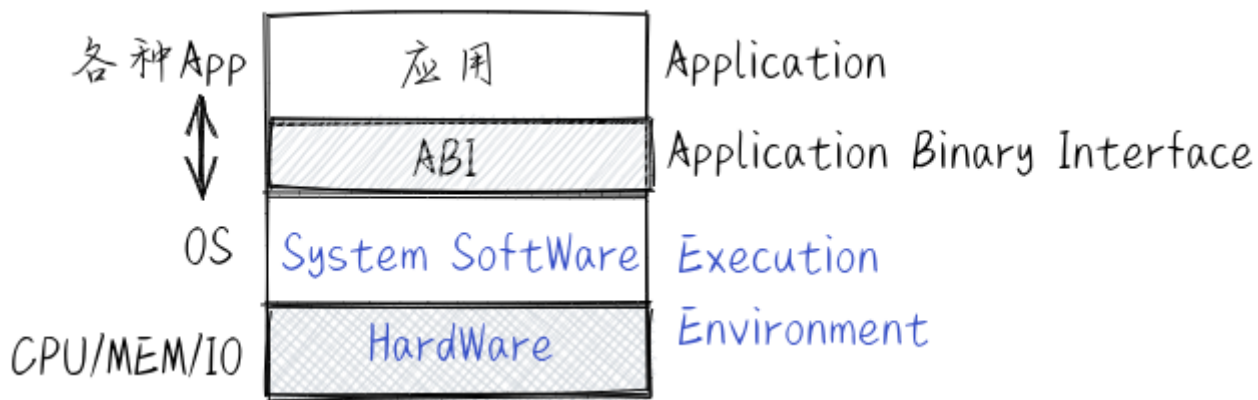 各种App
应用
Application
ABI
Application Binary Interface
OS
System SoftWare
Execution
Environment
CPU/MEM/IO
HardWare